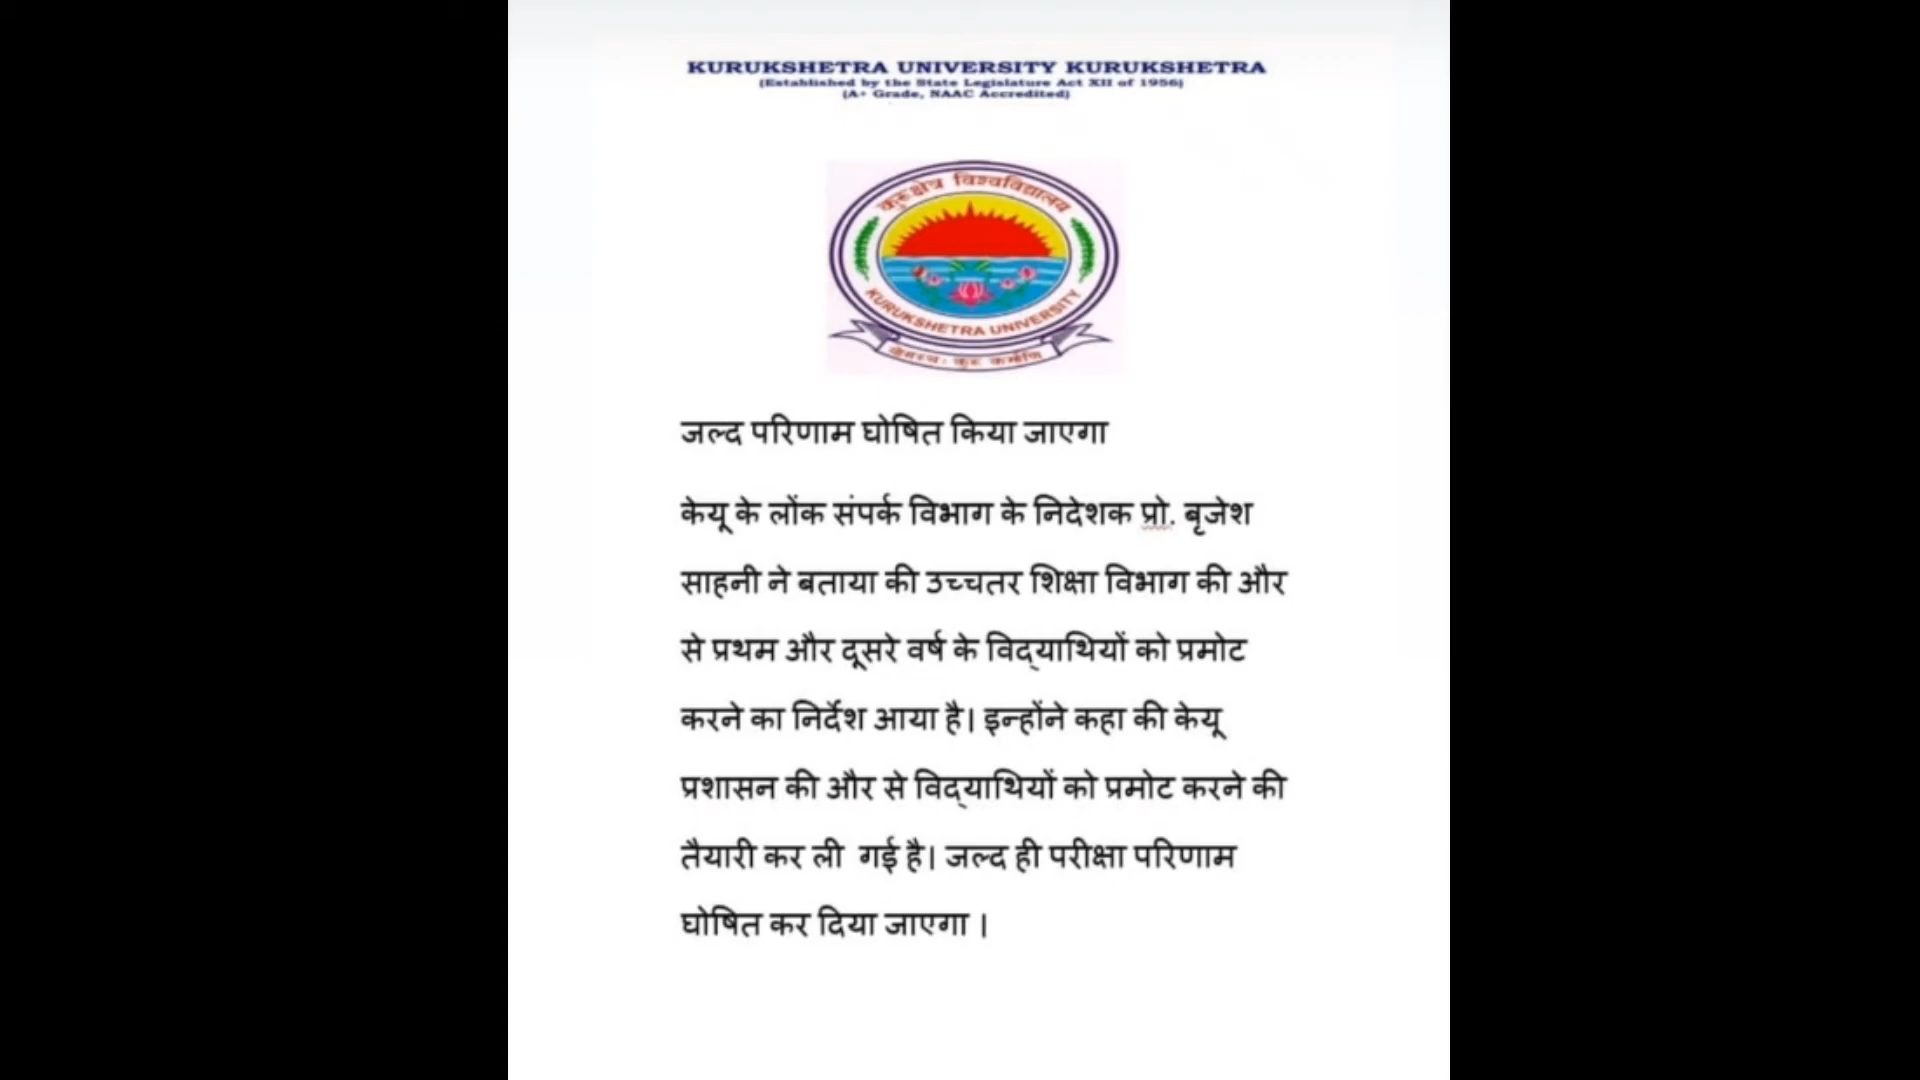 KURUKSHETRA UNIVERSITY KURUKSHETRA
(Established by the State Legislature Act XII of 1956)
(A+ Grade, NAAC Accredited)
कुरुक्षेत्र विश्वविद्यालय
KURUKSHETRA UNIVERSITY
योगस्थ: कुरु कर्माणि
जल्द परिणाम घोषित किया जाएगा
केयू के लोंक संपर्क विभाग के निदेशक प्रो. बृजेश
साहनी ने बताया की उच्चतर शिक्षा विभाग की और
से प्रथम और दूसरे वर्ष के विद्याथियों को प्रमोट
करने का निर्देश आया है। इन्होंने कहा की केयू
प्रशासन की और से विद्याथियों को प्रमोट करने की
तैयारी कर ली गई है। जल्द ही परीक्षा परिणाम
घोषित कर दिया जाएगा ।